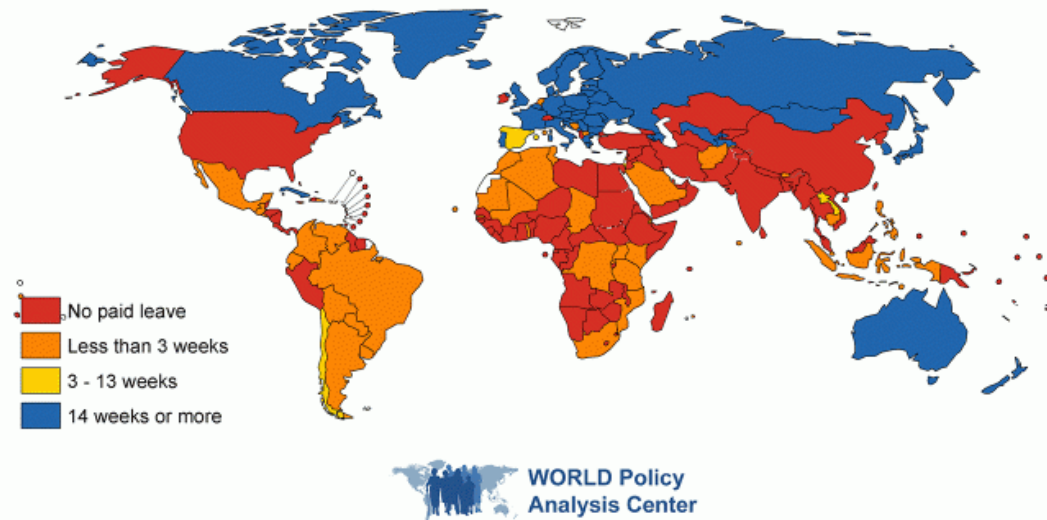 No paid leave
Less than 3 weeks
3 - 13 weeks
14 weeks or more
WORLD Policy
Analysis Center